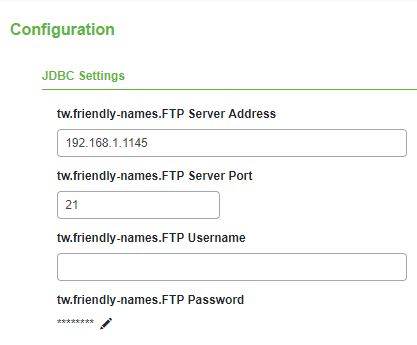 Configuration
JDBC Settings
tw.friendly-names.FTP Server Address
192.168.1.1145
tw.friendly-names.FTP Server Port
21
tw.friendly-names.FTP Username
tw.friendly-names.FTP Password
********